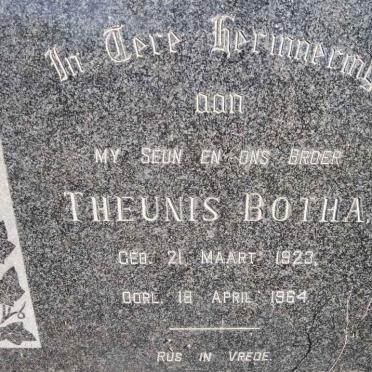 In Tere Herinnering
aan
MY SEUN EN ONS BROER
THEUNIS BOTHA.
GEB. 21 MAART 1923.
OORL. 18 APRIL 1964
RUS IN VREDE.